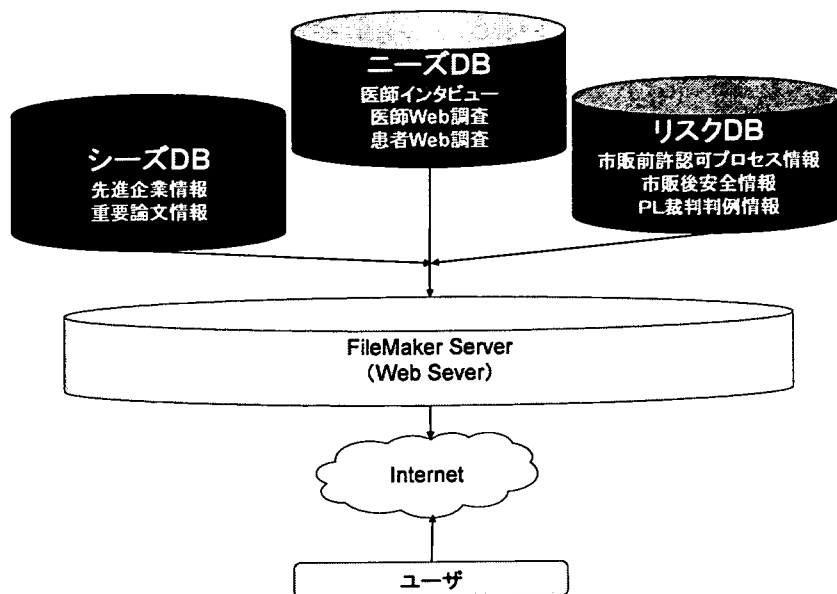 ニーズDB
医師インタビュー
医師Web調査
患者Web調査
シーズDB
先進企業情報
重要論文情報
リスクDB
市販前許認可プロセス情報
市販後安全情報
PL裁判判例情報
FileMaker Server
（Web Sever）
Internet
ユーザ